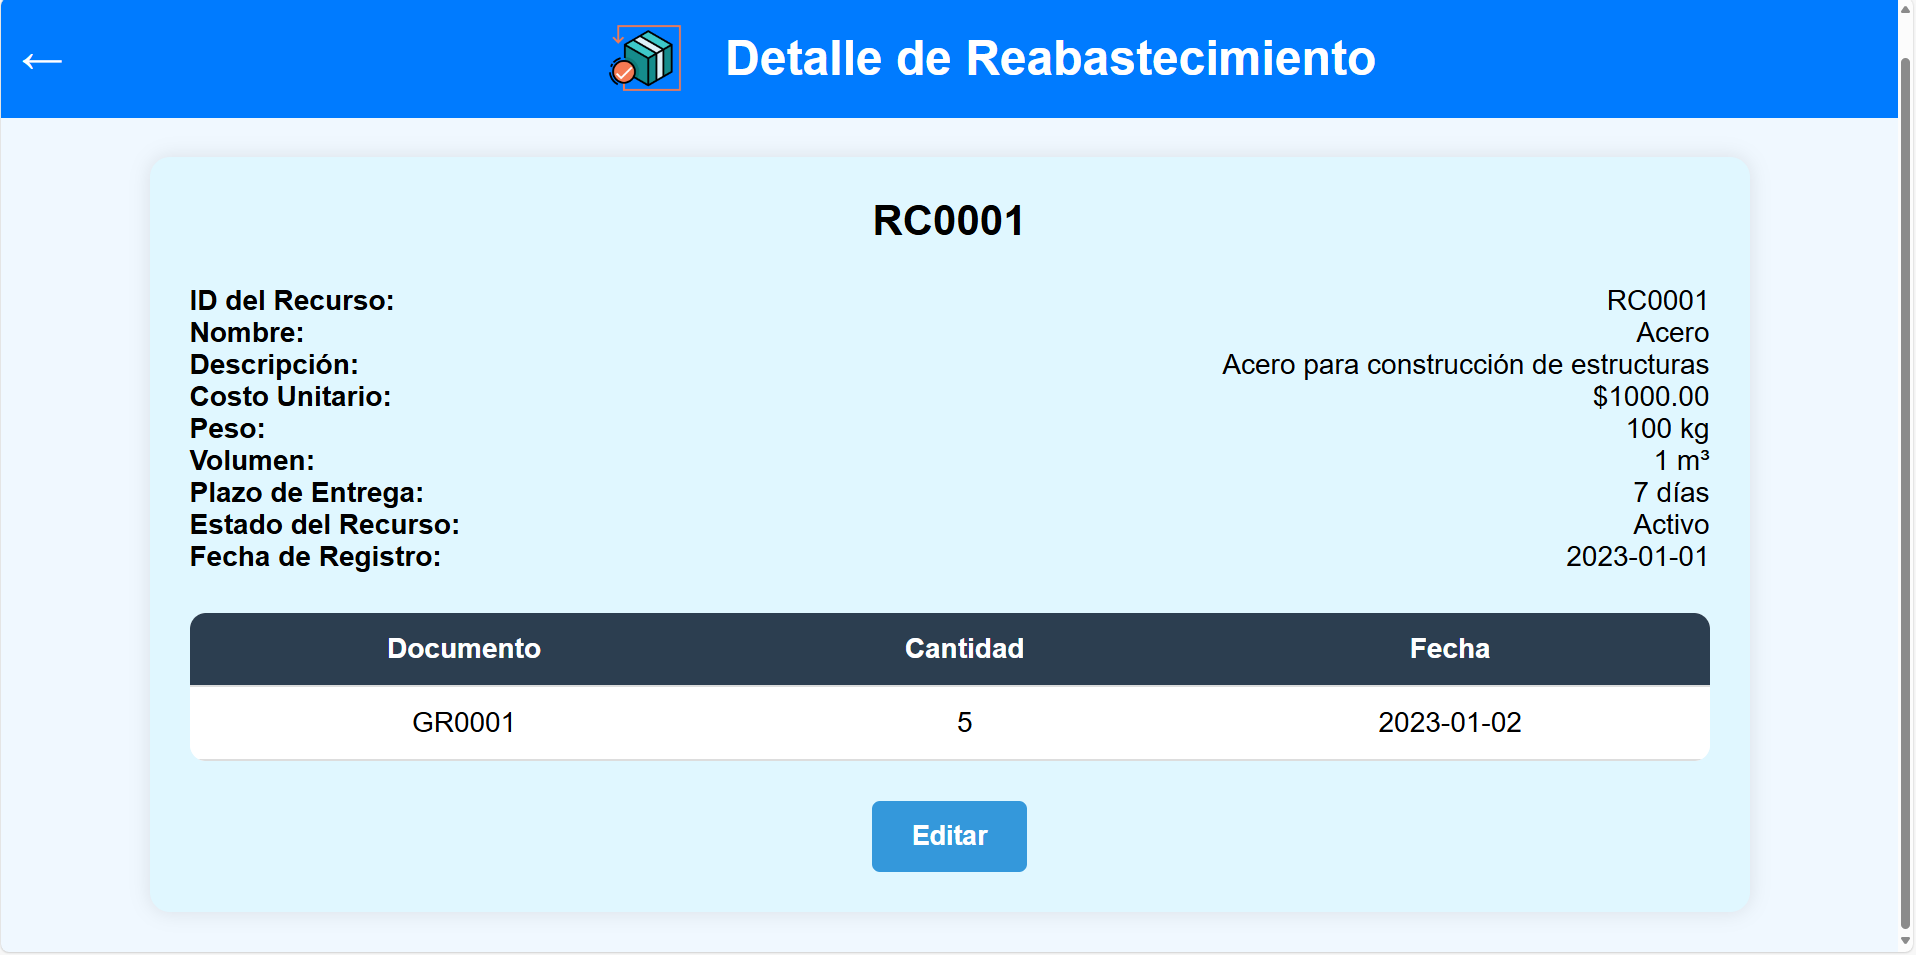 ← Detalle de Reabastecimiento
RC0001
ID del Recurso: RC0001
Nombre: Acero
Descripción: Acero para construcción de estructuras
Costo Unitario: $1000.00
Peso: 100 kg
Volumen: 1 m³
Plazo de Entrega: 7 días
Estado del Recurso: Activo
Fecha de Registro: 2023-01-01
Documento Cantidad Fecha
GR0001 5 2023-01-02
Editar